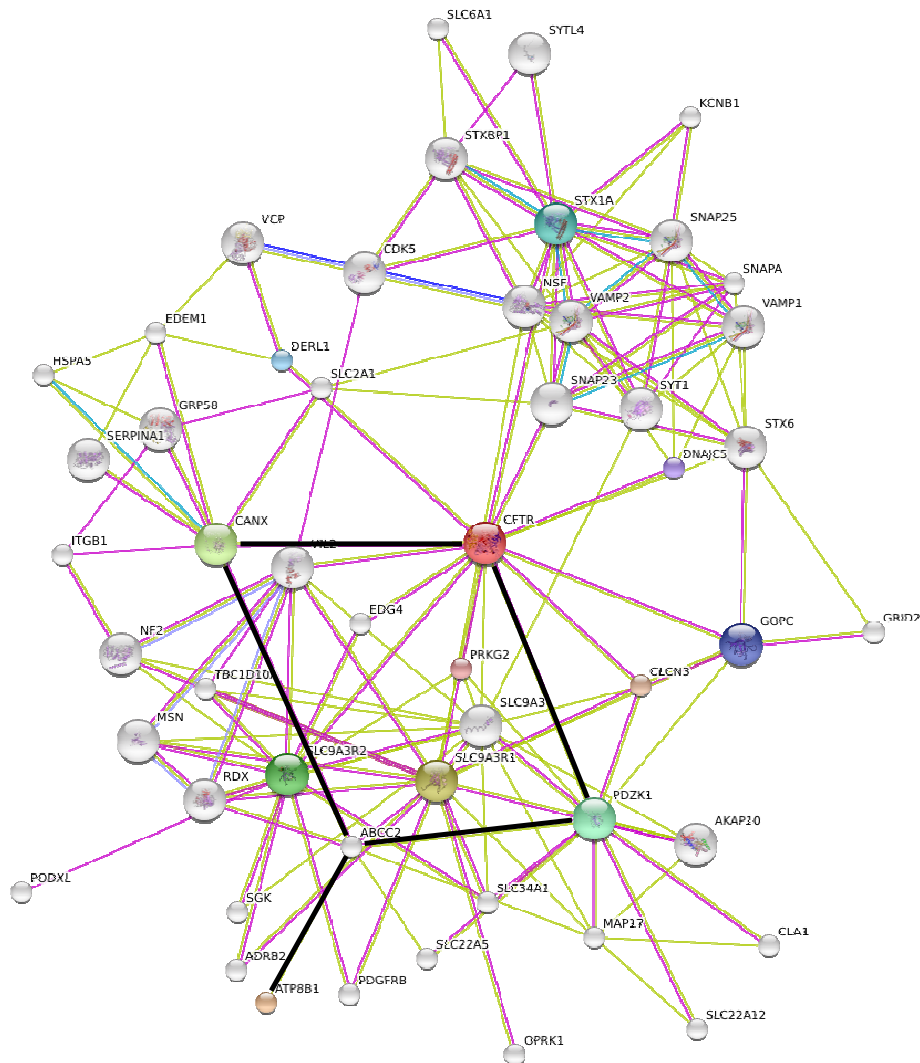 SLC6A1
SYTL4
KCNB1
STXBP1
STX1A
SNAP25
VCP
CDK5
SNAPA
NSF
VAMP2
VAMP1
EDEM1
DERL1
HSPA5
SLC2A1
SNAP23
SYT1
GRP58
STX6
SERPINA1
DNAJC5
CANX
CFTR
ITGB1
VIL2
EDG4
NF2
GOPC
GRID2
PRKG2
TBC1D10A
CLCN3
SLC9A3
MSN
SLC9A3R2
SLC9A3R1
RDX
PDZK1
AKAP10
ABCC2
PODXL
SGK
SLC34A1
MAP17
CLA1
SLC22A5
ADRB2
PDGFRB
ATP8B1
SLC22A12
OPRK1